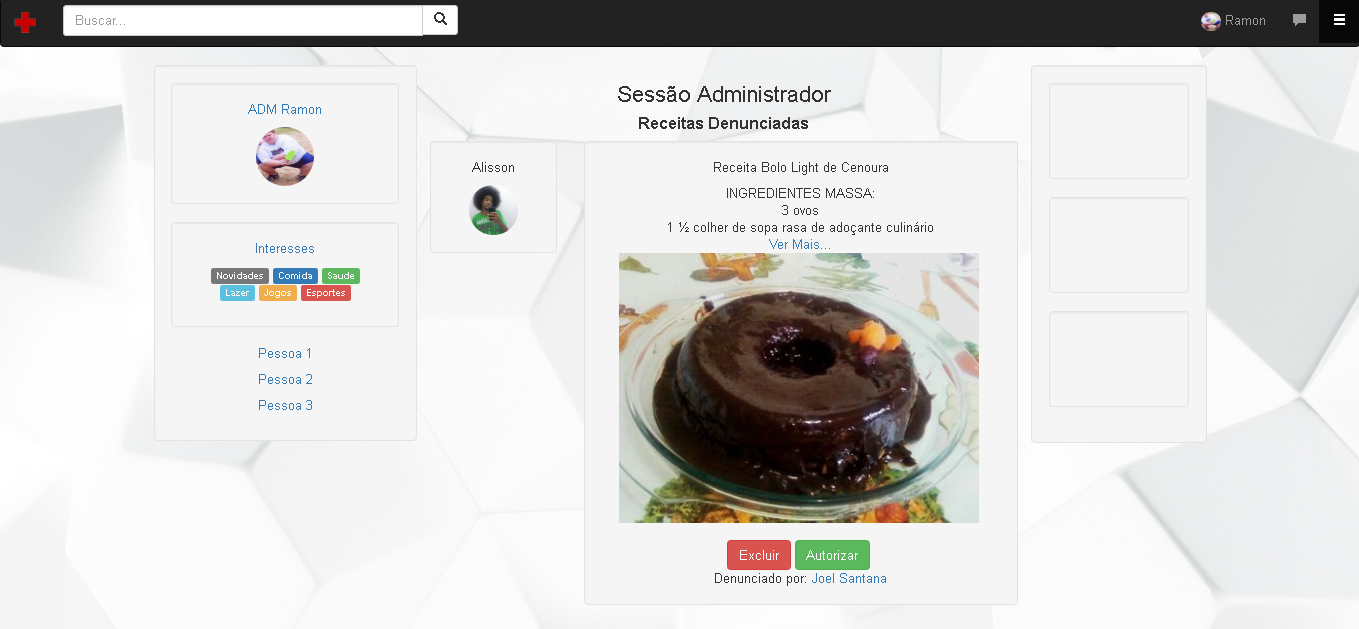 Buscar...
Ramon
ADM Ramon
Interesses
Novidades Comida Saude
Lazer Jogos Esportes
Pessoa 1
Pessoa 2
Pessoa 3
Sessão Administrador
Receitas Denunciadas
Alisson
Receita Bolo Light de Cenoura
INGREDIENTES MASSA:
3 ovos
1 ½ colher de sopa rasa de adoçante culinário
Ver Mais...
Excluir Autorizar
Denunciado por: Joel Santana